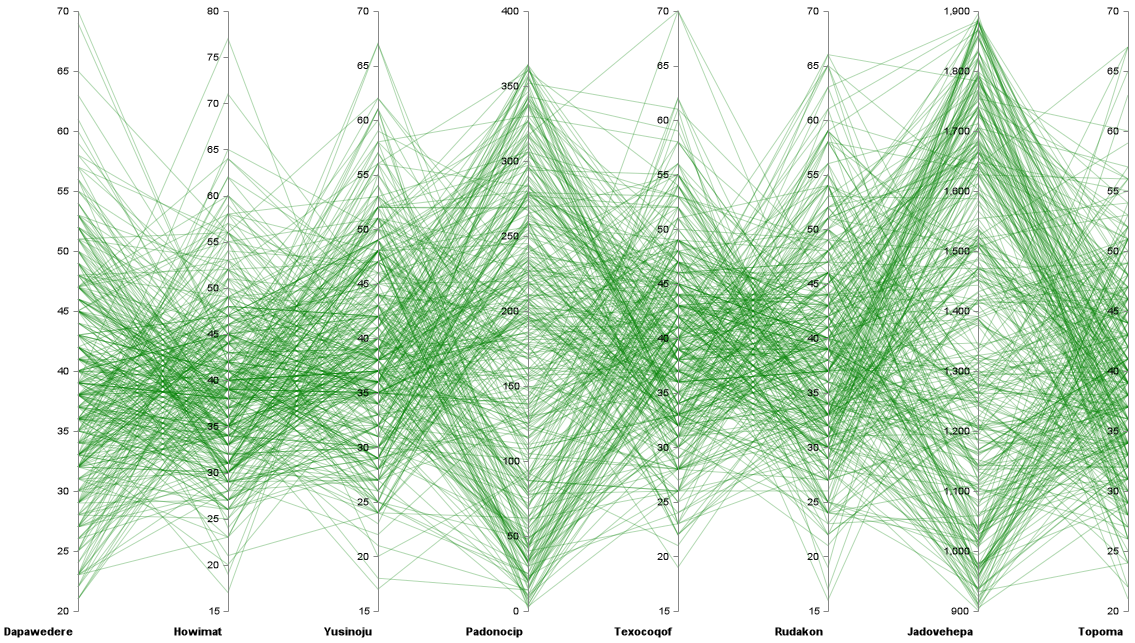 70 80 70 400 70 70 1,900 70
65 75 65 350 65 65 1,800 65
60 70 60 300 60 60 1,700 60
55 65 55 250 55 55 1,600 55
50 60 50 200 50 50 1,500 50
45 55 45 150 45 45 1,400 45
40 50 40 100 40 40 1,300 40
35 45 35 50 35 35 1,200 35
30 40 30 0 30 30 1,100 30
25 35 25 25 25 1,000 25
20 30 20 20 20 900 20
25 15 15 15
20
15
Dapawedere Howimat Yusinoju Padonocip Texocoqof Rudakon Jadovehepa Topoma